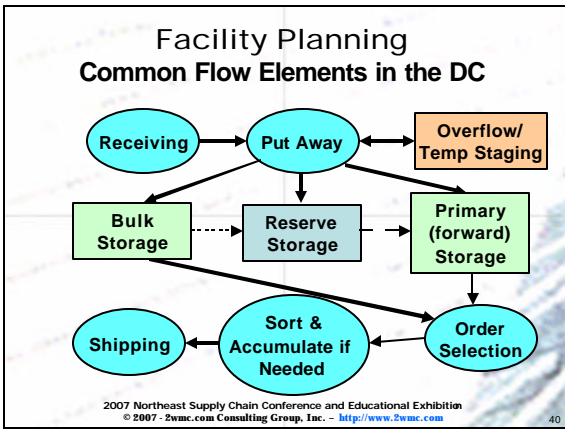 Facility Planning
Common Flow Elements in the DC
Receiving
Put Away
Overflow/
Temp Staging
Bulk
Storage
Reserve
Storage
Primary
(forward)
Storage
Shipping
Sort &
Accumulate if
Needed
Order
Selection
2007 Northeast Supply Chain Conference and Educational Exhibition
© 2007 - 2wmc.com Consulting Group, Inc. – http://www.2wmc.com
40